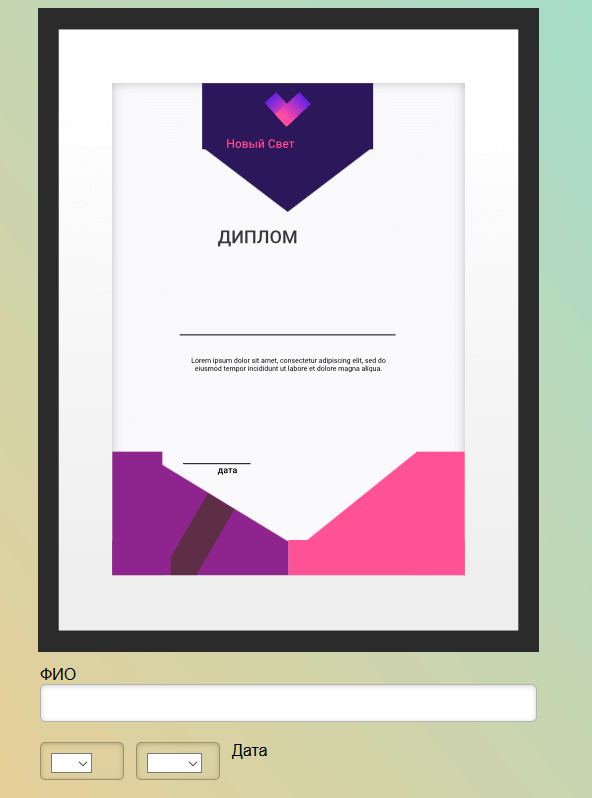 Новый Свет
ДИПЛОМ
Lorem ipsum dolor sit amet, consectetur adipiscing elit, sed do
eiusmod tempor incididunt ut labore et dolore magna aliqua.
дата
ФИО
Дата